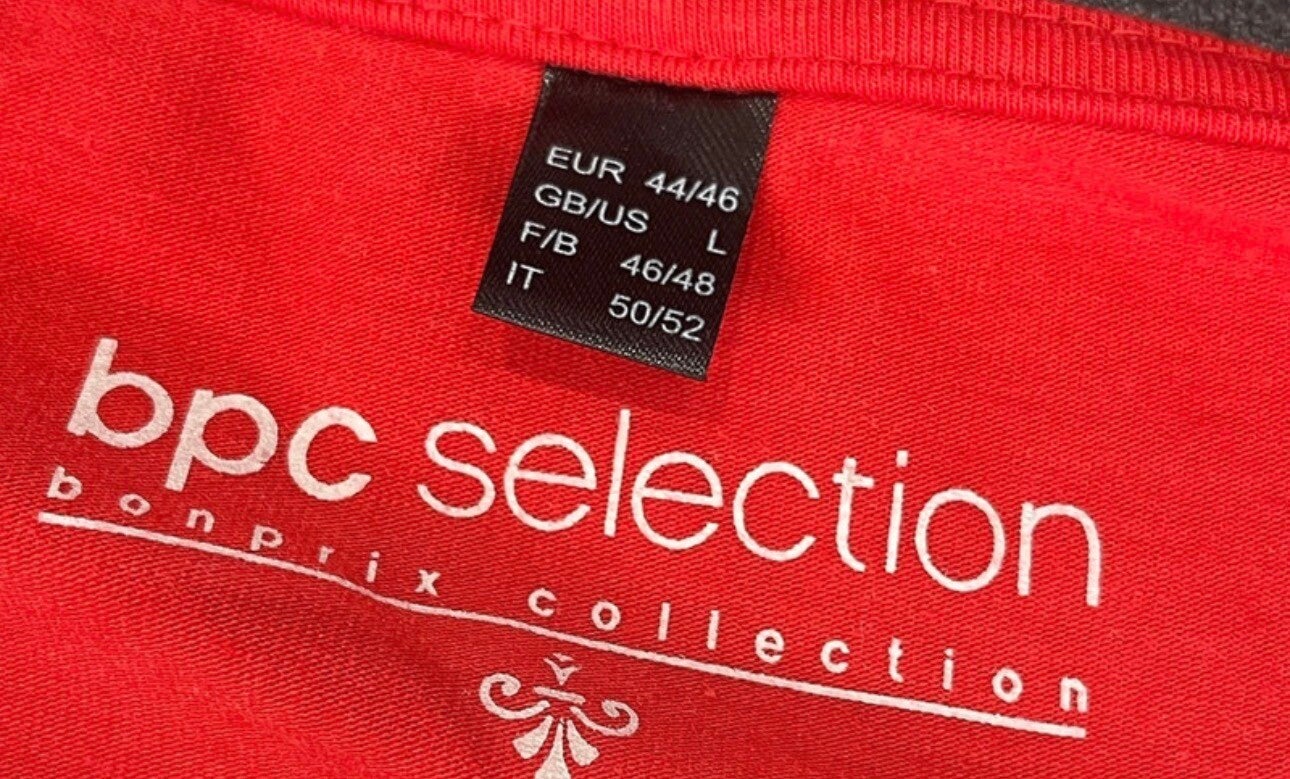 EUR 44/46
GB/US L
F/B 46/48
IT 50/52
bpc selection
bonprix collection